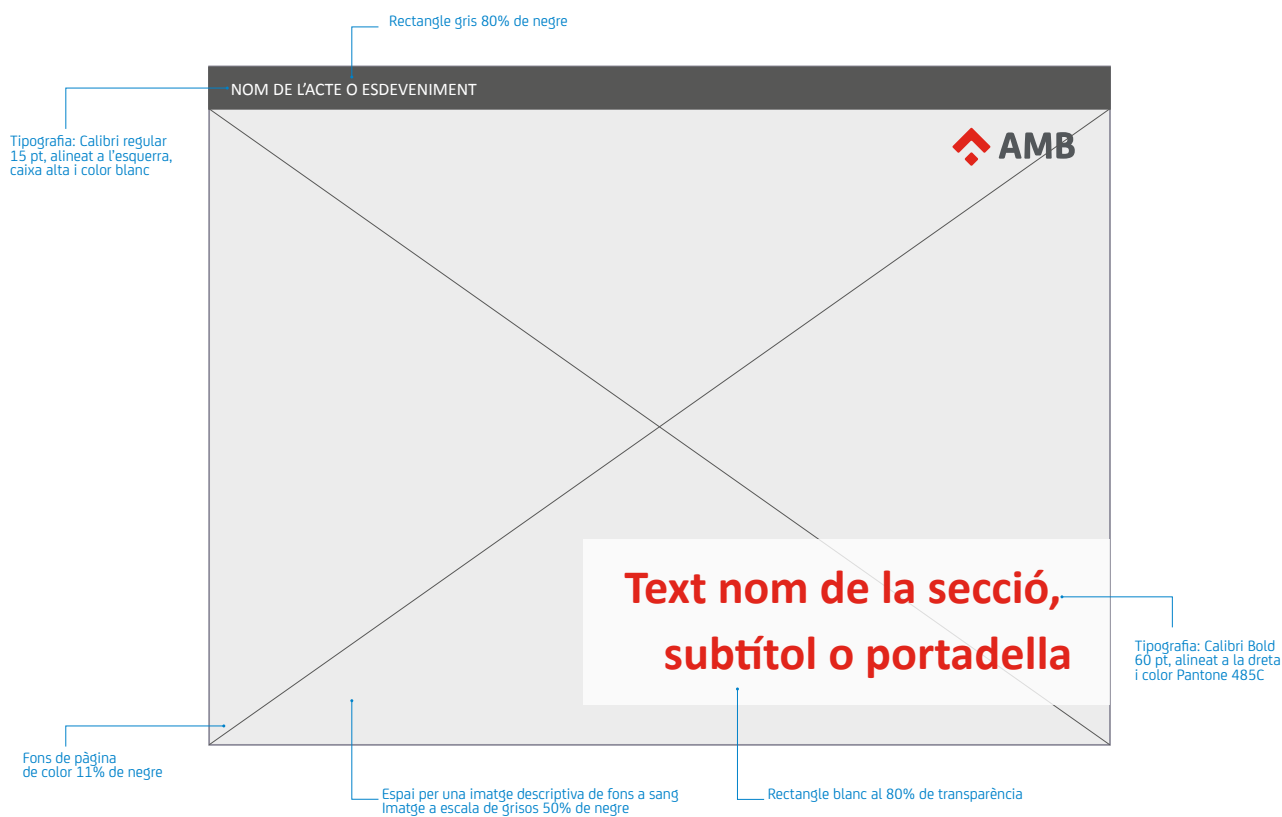 Rectangle gris 80% de negre
NOM DE L'ACTE O ESDEVENIMENT
Tipografia: Calibri regular
15 pt, alineat a l'esquerra,
caixa alta i color blanc
AMB
Text nom de la secció,
subtítol o portadella
Tipografia: Calibri Bold
60 pt, alineat a la dreta
i color Pantone 485C
Fons de pàgina
de color 11% de negre
Espai per una imatge descriptiva de fons a sang
Imatge a escala de grisos 50% de negre
Rectangle blanc al 80% de transparència